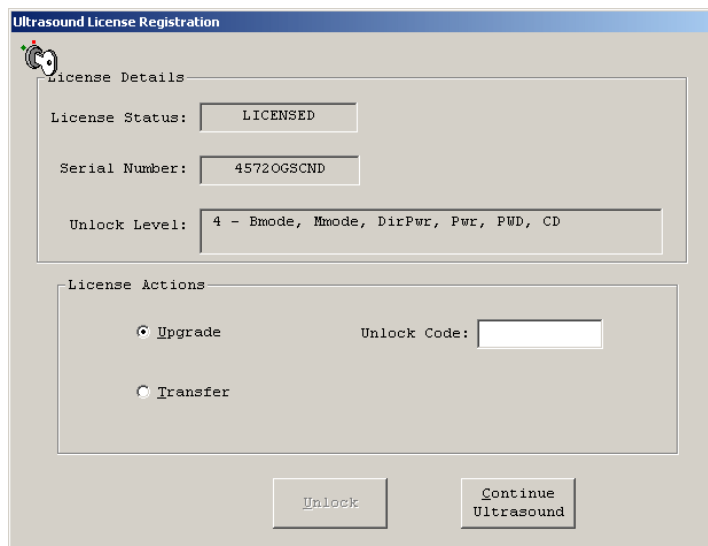 Ultrasound License Registration
License Details
License Status: LICENSED
Serial Number: 4572OGSCND
Unlock Level: 4 - Bmode, Mmode, DirPwr, Pwr, PWD, CD
License Actions
Upgrade Unlock Code:
Transfer
Unlock
Continue
Ultrasound